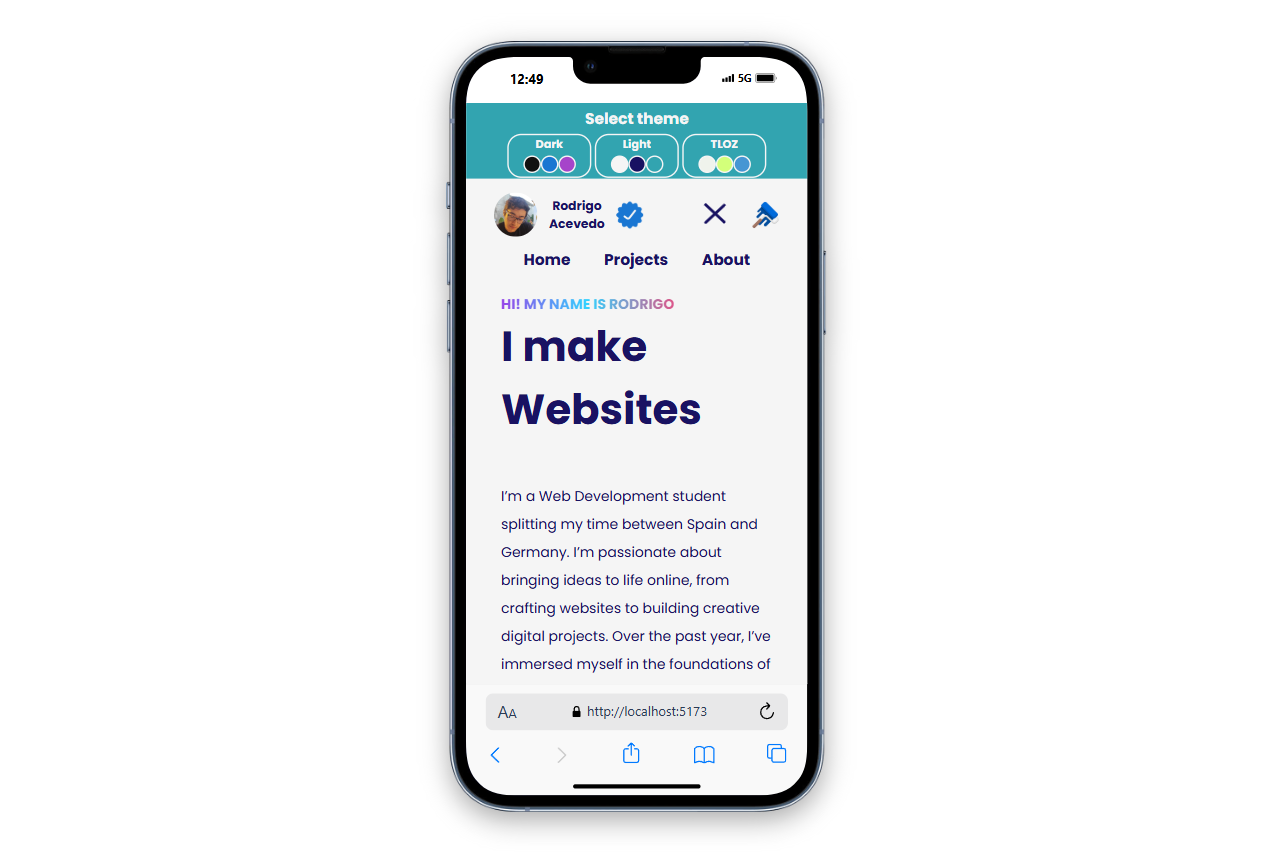 12:49
5G
Select theme
Dark
Light
TLOZ
Rodrigo
Acevedo
Home Projects About
HI! MY NAME IS RODRIGO
I make
Websites
I'm a Web Development student
splitting my time between Spain and
Germany. I'm passionate about
bringing ideas to life online, from
crafting websites to building creative
digital projects. Over the past year, I've
immersed myself in the foundations of
AA
http://localhost:5173